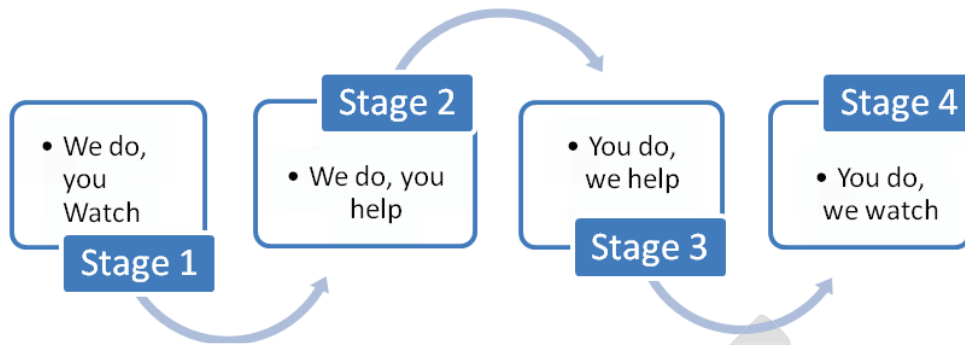 • We do,
you
Watch
Stage 1
Stage 2
• We do, you
help
• You do,
we help
Stage 3
Stage 4
• You do,
we watch